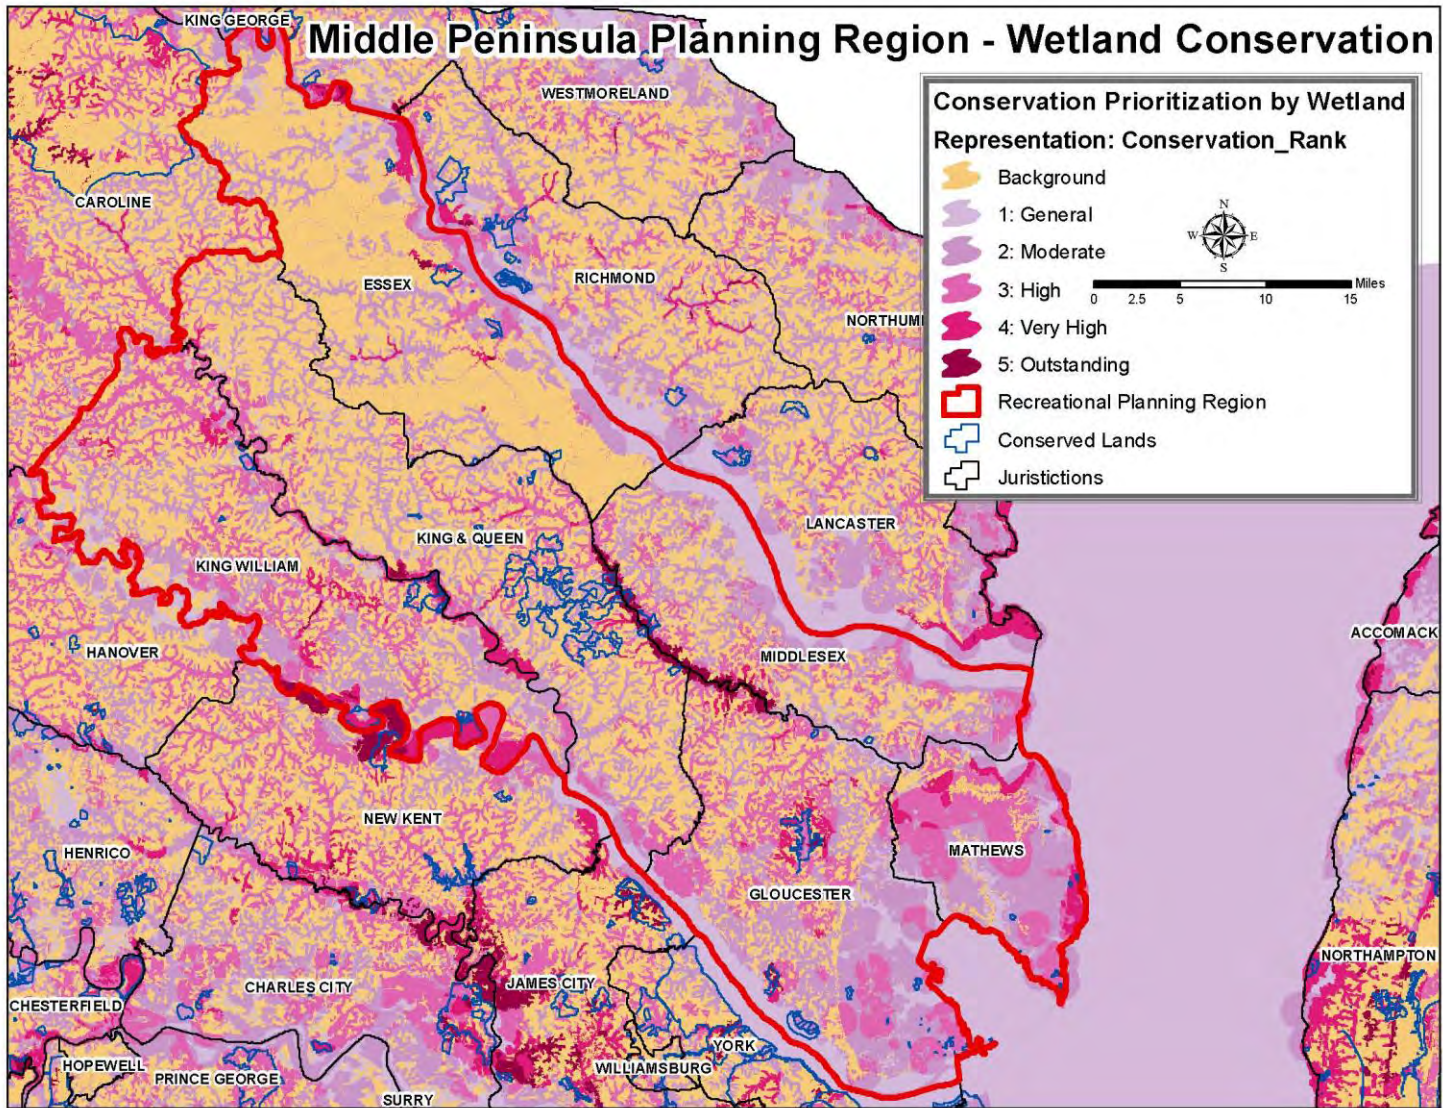 KING GEORGE
Middle Peninsula Planning Region - Wetland Conservation
WESTMORELAND
Conservation Prioritization by Wetland
Representation: Conservation_Rank
Background
1: General
2: Moderate
3: High
4: Very High
5: Outstanding
Recreational Planning Region
Conserved Lands
Juristictions
N
W E
S
Miles
0 2.5 5 10 15
CAROLINE
ESSEX
RICHMOND
NORTHUM
LANCASTER
KING & QUEEN
KING WILLIAM
HANOVER
MIDDLESEX
ACCOMACK
NEW KENT
HENRICO
MATHEWS
GLOUCESTER
NORTHAMPTON
CHARLES CITY
JAMES CITY
CHESTERFIELD
YORK
HOPEWELL
WILLIAMSBURG
PRINCE GEORGE
SURRY